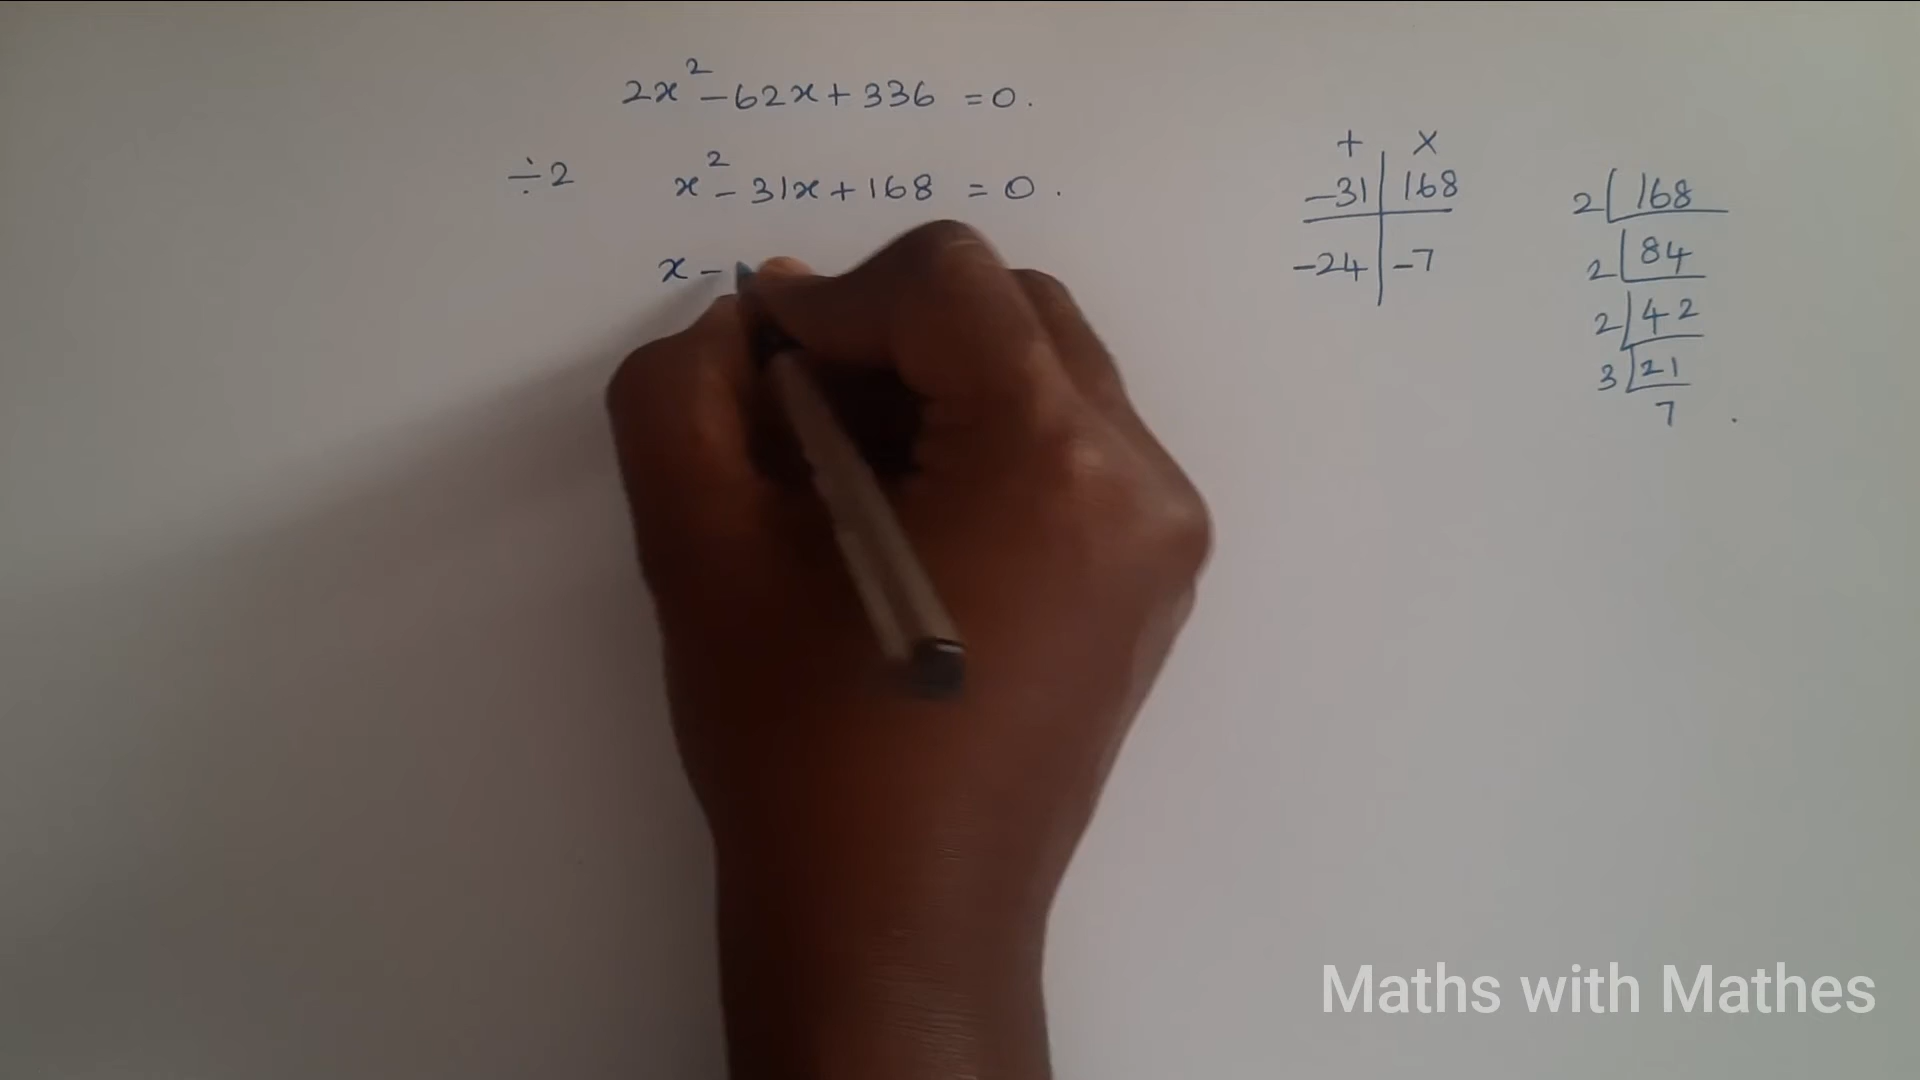 2x² - 62x + 336 = 0.
÷2 x² - 31x + 168 = 0.
x -
+ ×
-31 168
-24 -7
2 168
2 84
2 42
3 21
7 .
Maths with Mathes